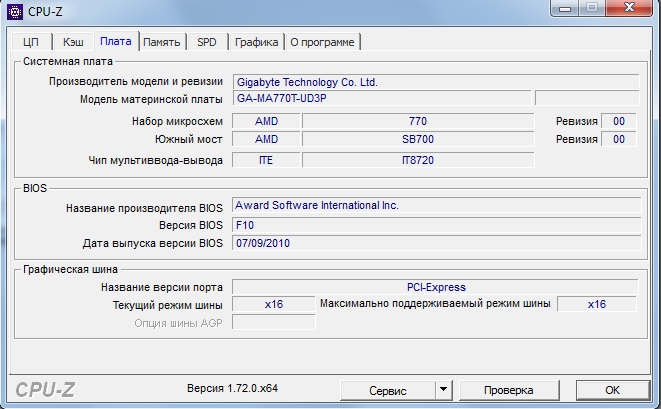 CPU-Z
ЦП Кэш Плата Память SPD Графика О программе
Системная плата
Производитель модели и ревизии Gigabyte Technology Co. Ltd.
Модель материнской платы GA-MA770T-UD3P
Набор микросхем AMD 770 Ревизия 00
Южный мост AMD SB700 Ревизия 00
Чип мультиввода-вывода ITE IT8720
BIOS
Название производителя BIOS Award Software International Inc.
Версия BIOS F10
Дата выпуска версии BIOS 07/09/2010
Графическая шина
Название версии порта PCI-Express
Текущий режим шины x16 Максимально поддерживаемый режим шины x16
Опция шины AGP
CPU-Z Версия 1.72.0.x64 Сервис Проверка OK